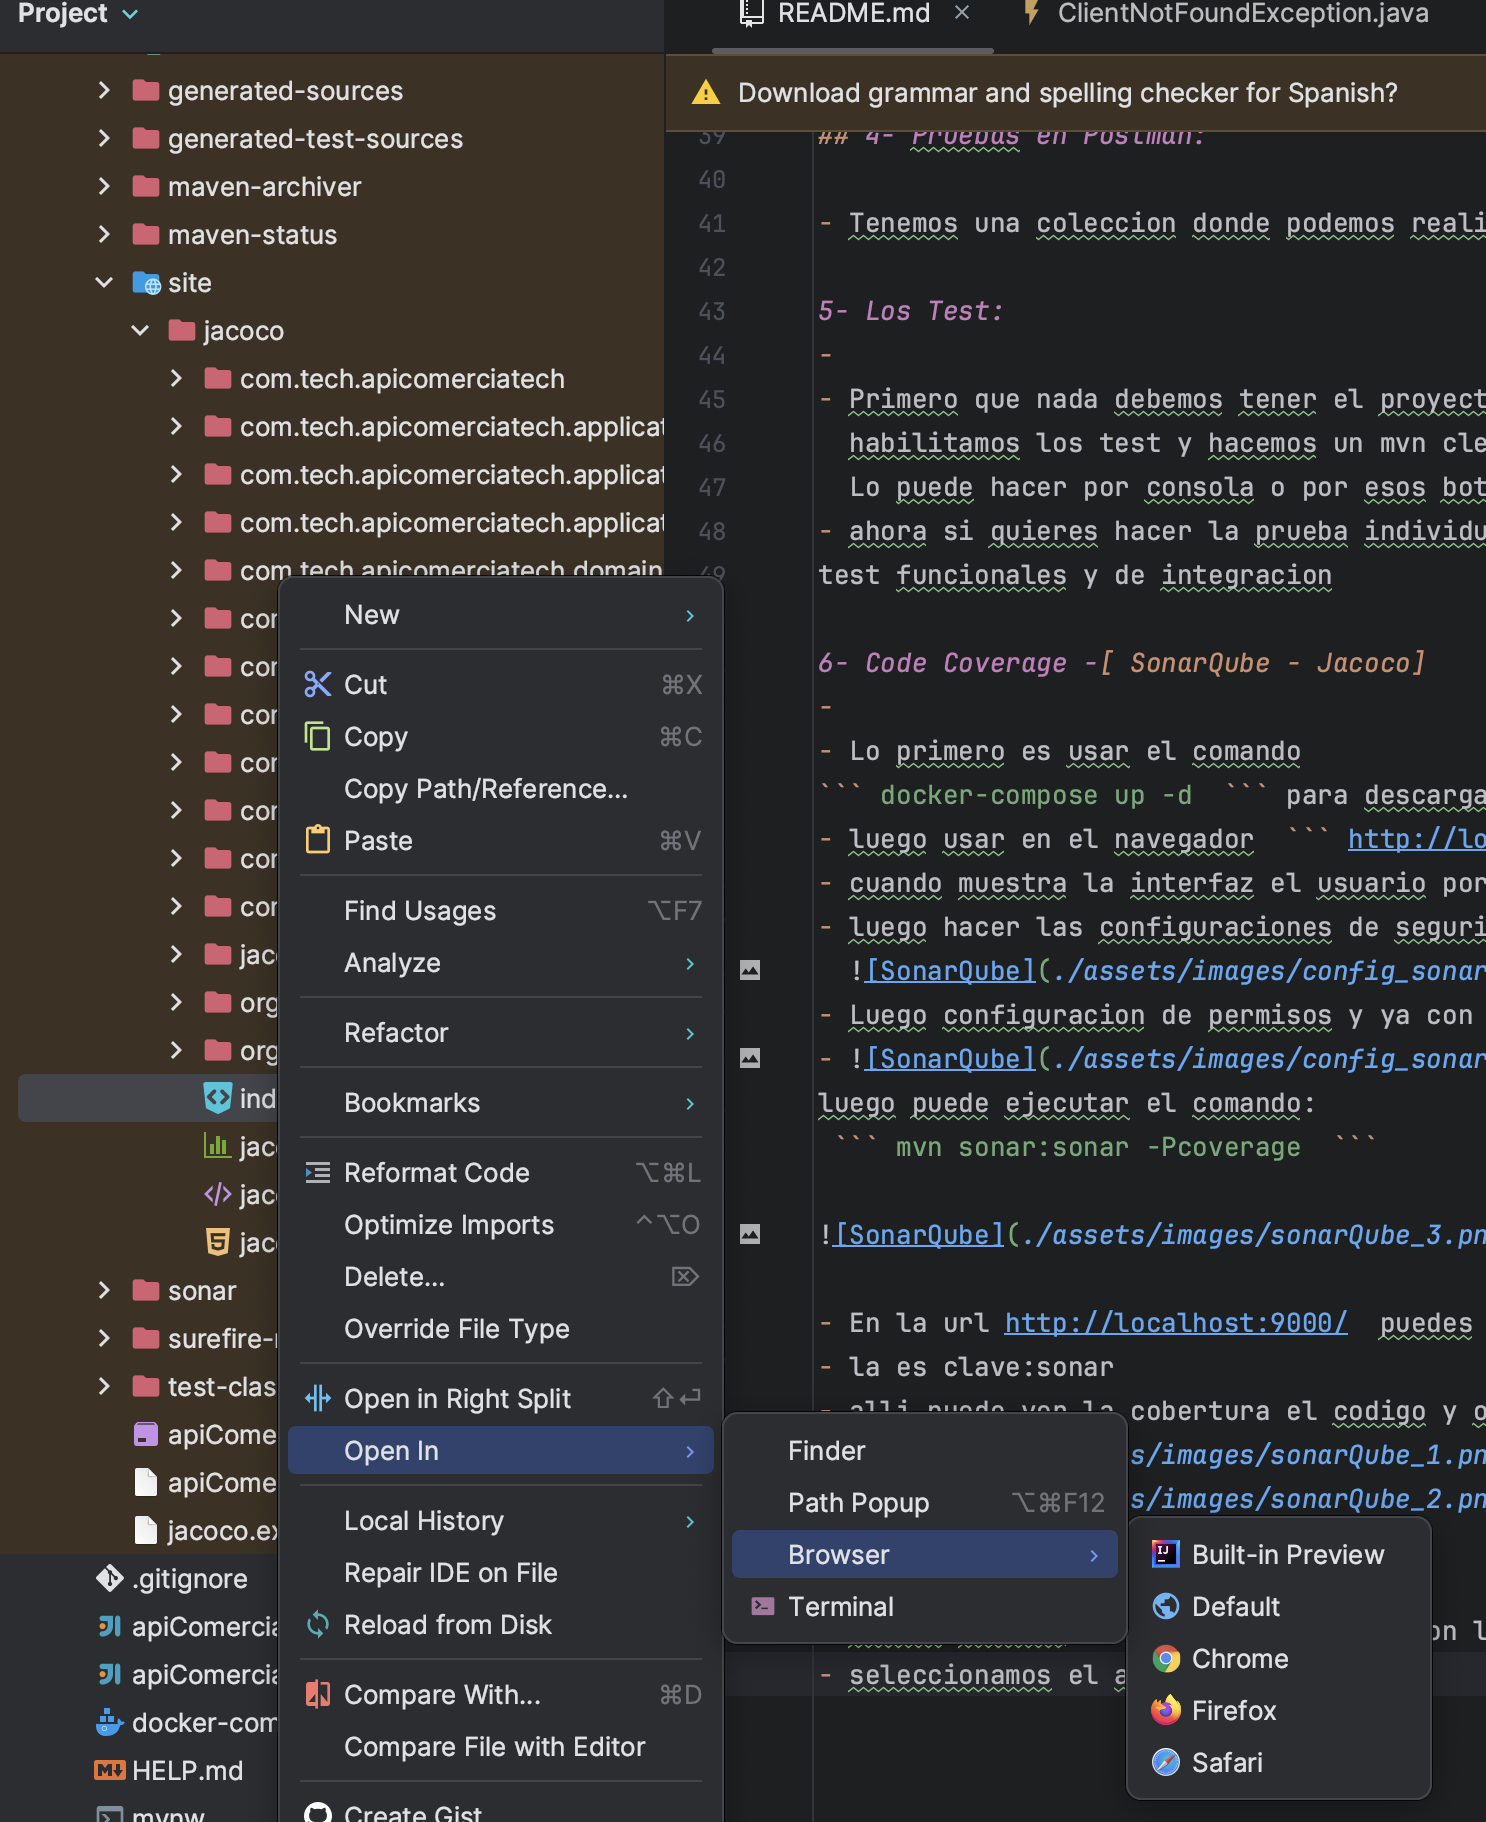 Project
README.md
ClientNotFoundException.java
Download grammar and spelling checker for Spanish?
generated-sources
generated-test-sources
maven-archiver
maven-status
site
jacoco
com.tech.apicomerciatech
com.tech.apicomerciatech.applicat
com.tech.apicomerciatech.applicat
com.tech.apicomerciatech.applicat
com.tech.apicomerciatech.domain
cor
cor
cor
cor
cor
cor
cor
jac
org
org
ind
jac
jac
jac
sonar
surefire-r
test-clas
apiCome
apiCome
jacoco.ex
.gitignore
apiComercia
apiComercia
docker-com
HELP.md
mvnw
New
Cut ⌘X
Copy ⌘C
Copy Path/Reference...
Paste ⌘V
Find Usages ⌥F7
Analyze
Refactor
Bookmarks
Reformat Code ⌥⌘L
Optimize Imports ^⌥O
Delete... ⌦
Override File Type
Open in Right Split ⇧↩
Open In
Local History
Repair IDE on File
Reload from Disk
Compare With... ⌘D
Compare File with Editor
Create Gist
Finder
Path Popup ⌥⌘F12
Browser
Terminal
Built-in Preview
Default
Chrome
Firefox
Safari
39 ## 4- Pruebas en Postman:
40
41 - Tenemos una coleccion donde podemos reali
42
43 5- Los Test:
44 -
45 - Primero que nada debemos tener el proyect
46 habilitamos los test y hacemos un mvn cle
47 Lo puede hacer por consola o por esos bot
48 - ahora si quieres hacer la prueba individu
49 test funcionales y de integracion
6- Code Coverage -[ SonarQube - Jacoco]
-
- Lo primero es usar el comando
``` docker-compose up -d ``` para descarga
- luego usar en el navegador ``` http://lo
- cuando muestra la interfaz el usuario por
- luego hacer las configuraciones de seguri
![SonarQube](./assets/images/config_sonar
- Luego configuracion de permisos y ya con
- ![SonarQube](./assets/images/config_sonar
luego puede ejecutar el comando:
``` mvn sonar:sonar -Pcoverage ```
![SonarQube](./assets/images/sonarQube_3.pn
- En la url http://localhost:9000/ puedes
- la es clave:sonar
- alli puede ver la cobertura el codigo y o
s/images/sonarQube_1.pn
s/images/sonarQube_2.pn
on l
- seleccionamos el a